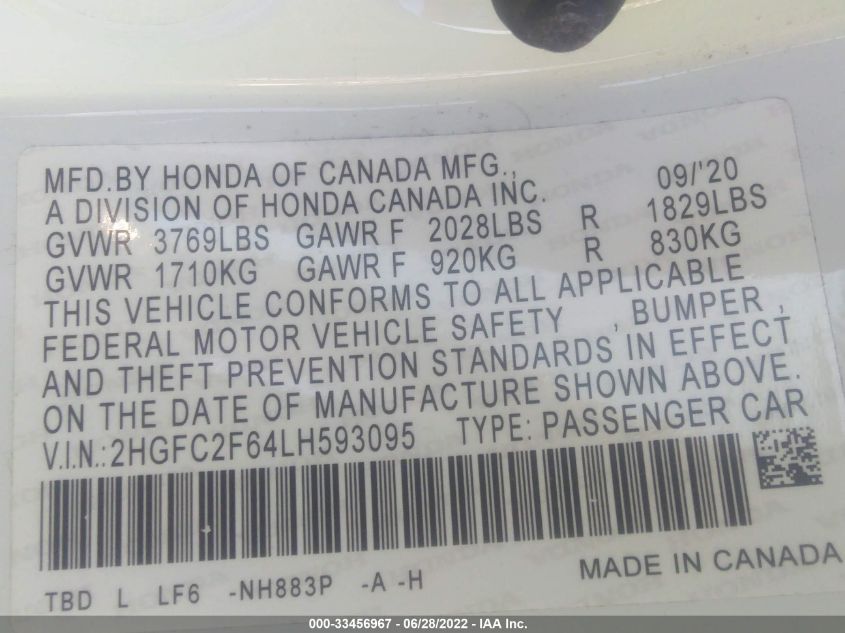 MFD.BY HONDA OF CANADA MFG.,
A DIVISION OF HONDA CANADA INC. 09/'20
GVWR 3769LBS GAWR F 2028LBS R 1829LBS
GVWR 1710KG GAWR F 920KG R 830KG
THIS VEHICLE CONFORMS TO ALL APPLICABLE
FEDERAL MOTOR VEHICLE SAFETY , BUMPER ,
AND THEFT PREVENTION STANDARDS IN EFFECT
ON THE DATE OF MANUFACTURE SHOWN ABOVE.
V.I.N.:2HGFC2F64LH593095 TYPE: PASSENGER CAR
MADE IN CANADA
TBD L LF6 -NH883P -A -H
000-33456967 - 06/28/2022 - IAA Inc.